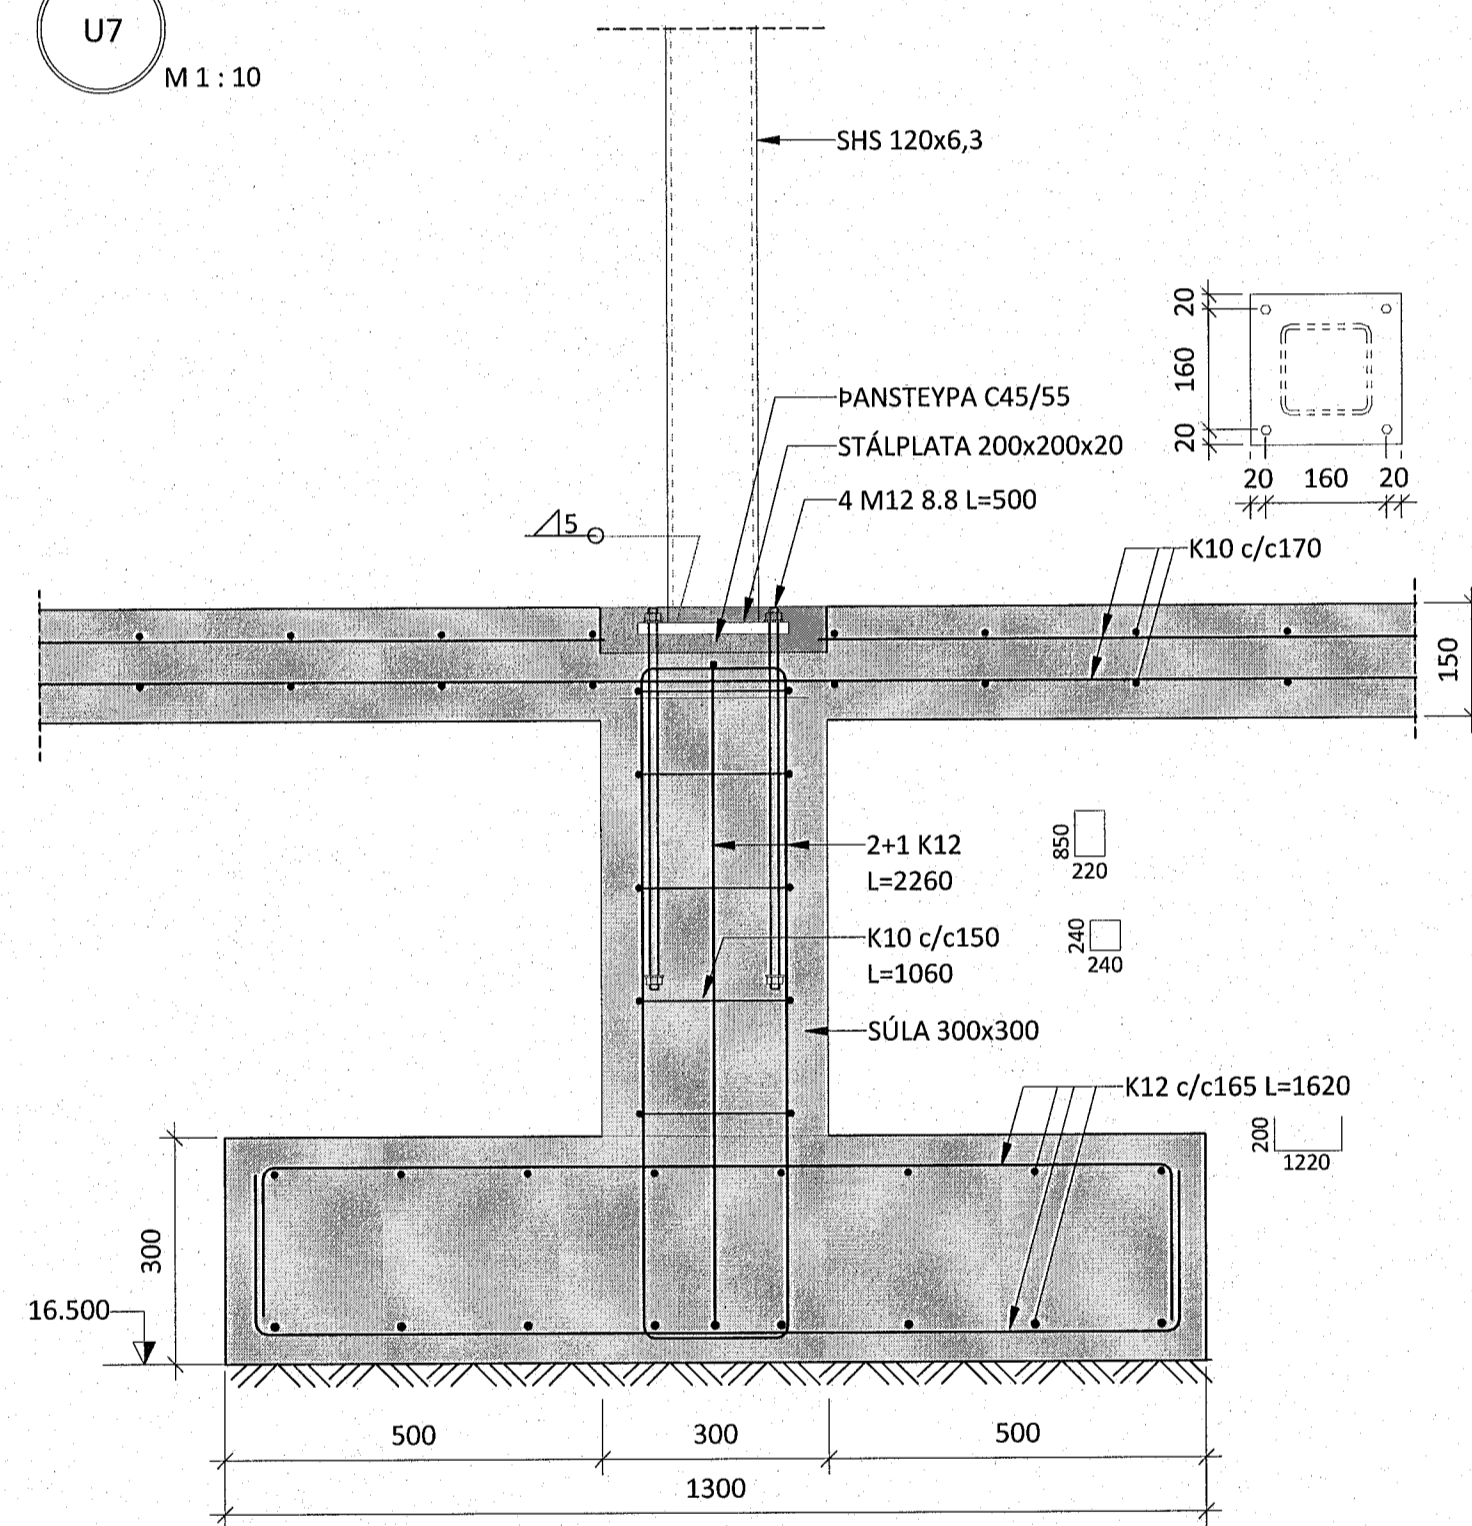 U7
M 1 : 10
SHS 120x6,3
20
160
20
20 160 20
ÞANSTEYPA C45/55
STÁLPLATA 200x200x20
4 M12 8.8 L=500
5
K10 c/c170
150
2+1 K12
L=2260
850
220
K10 c/c150
L=1060
240
240
SÚLA 300x300
K12 c/c165 L=1620
200
1220
300
16.500
500 300 500
1300